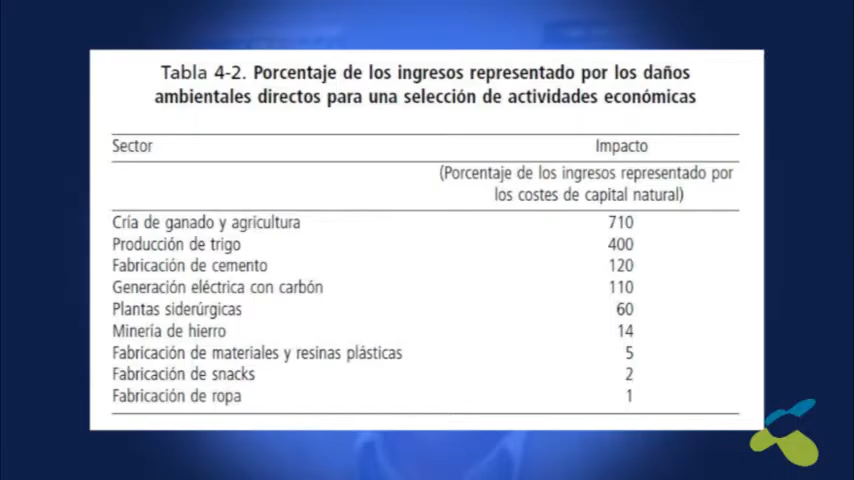 Tabla 4-2. Porcentaje de los ingresos representado por los daños
ambientales directos para una selección de actividades económicas
Sector Impacto
(Porcentaje de los ingresos representado por
los costes de capital natural)
Cría de ganado y agricultura 710
Producción de trigo 400
Fabricación de cemento 120
Generación eléctrica con carbón 110
Plantas siderúrgicas 60
Minería de hierro 14
Fabricación de materiales y resinas plásticas 5
Fabricación de snacks 2
Fabricación de ropa 1